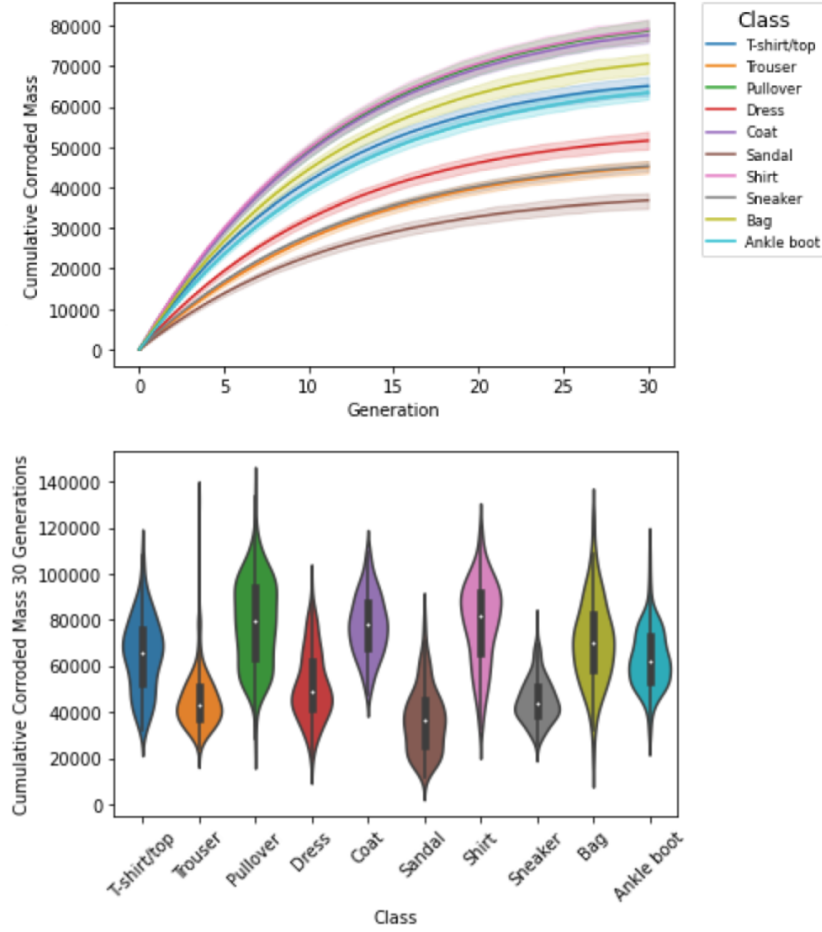 80000
70000
60000
50000
40000
30000
20000
10000
0
Cumulative Corroded Mass
0 5 10 15 20 25 30
Generation
Class
T-shirt/top
Trouser
Pullover
Dress
Coat
Sandal
Shirt
Sneaker
Bag
Ankle boot
140000
120000
100000
80000
60000
40000
20000
0
Cumulative Corroded Mass 30 Generations
T-shirt/top
Trouser
Pullover
Dress
Coat
Sandal
Shirt
Sneaker
Bag
Ankle boot
Class